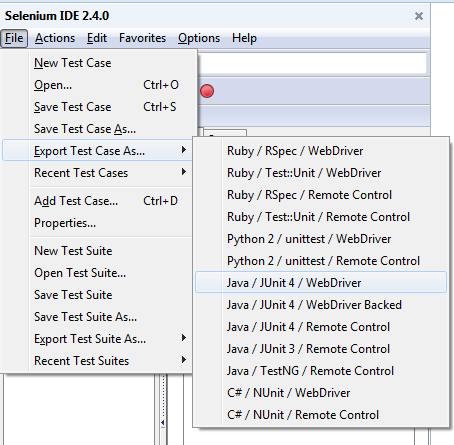 Selenium IDE 2.4.0
File Actions Edit Favorites Options Help
New Test Case
Open... Ctrl+O
Save Test Case Ctrl+S
Save Test Case As...
Export Test Case As...
Recent Test Cases
Add Test Case... Ctrl+D
Properties...
New Test Suite
Open Test Suite...
Save Test Suite
Save Test Suite As...
Export Test Suite As...
Recent Test Suites
Ruby / RSpec / WebDriver
Ruby / Test::Unit / WebDriver
Ruby / RSpec / Remote Control
Ruby / Test::Unit / Remote Control
Python 2 / unittest / WebDriver
Python 2 / unittest / Remote Control
Java / JUnit 4 / WebDriver
Java / JUnit 4 / WebDriver Backed
Java / JUnit 4 / Remote Control
Java / JUnit 3 / Remote Control
Java / TestNG / Remote Control
C# / NUnit / WebDriver
C# / NUnit / Remote Control